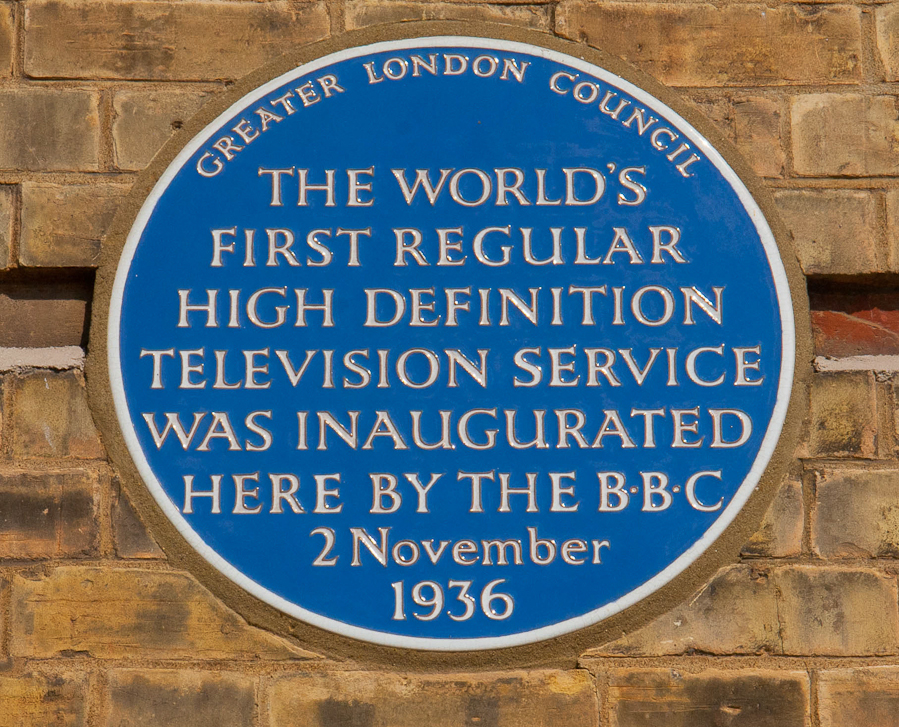 GREATER LONDON COUNCIL
THE WORLD'S
FIRST REGULAR
HIGH DEFINITION
TELEVISION SERVICE
WAS INAUGURATED
HERE BY THE B·B·C
2 November
1936